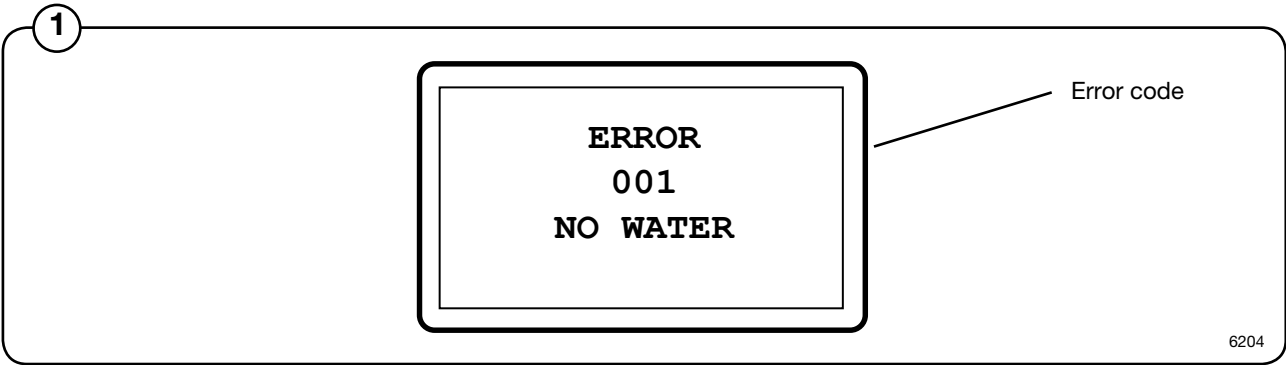 1
Error code
ERROR
001
NO WATER
6204